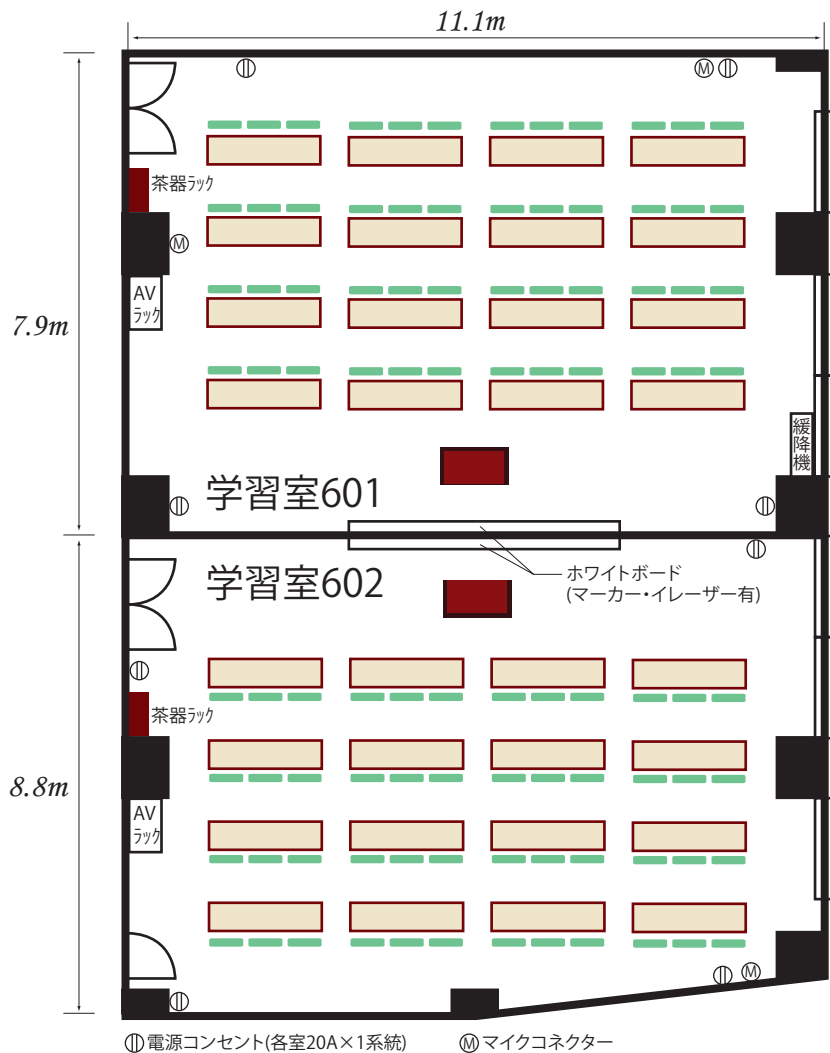 11.1m
Ⓜ
茶器ラック
Ⓜ
AV
ラック
7.9m
緩降機
学習室601
学習室602
ホワイトボード
(マーカー・イレーザー有)
茶器ラック
8.8m
AV
ラック
Ⓜ
電源コンセント(各室20A×1系統)
Ⓜマイクコネクター